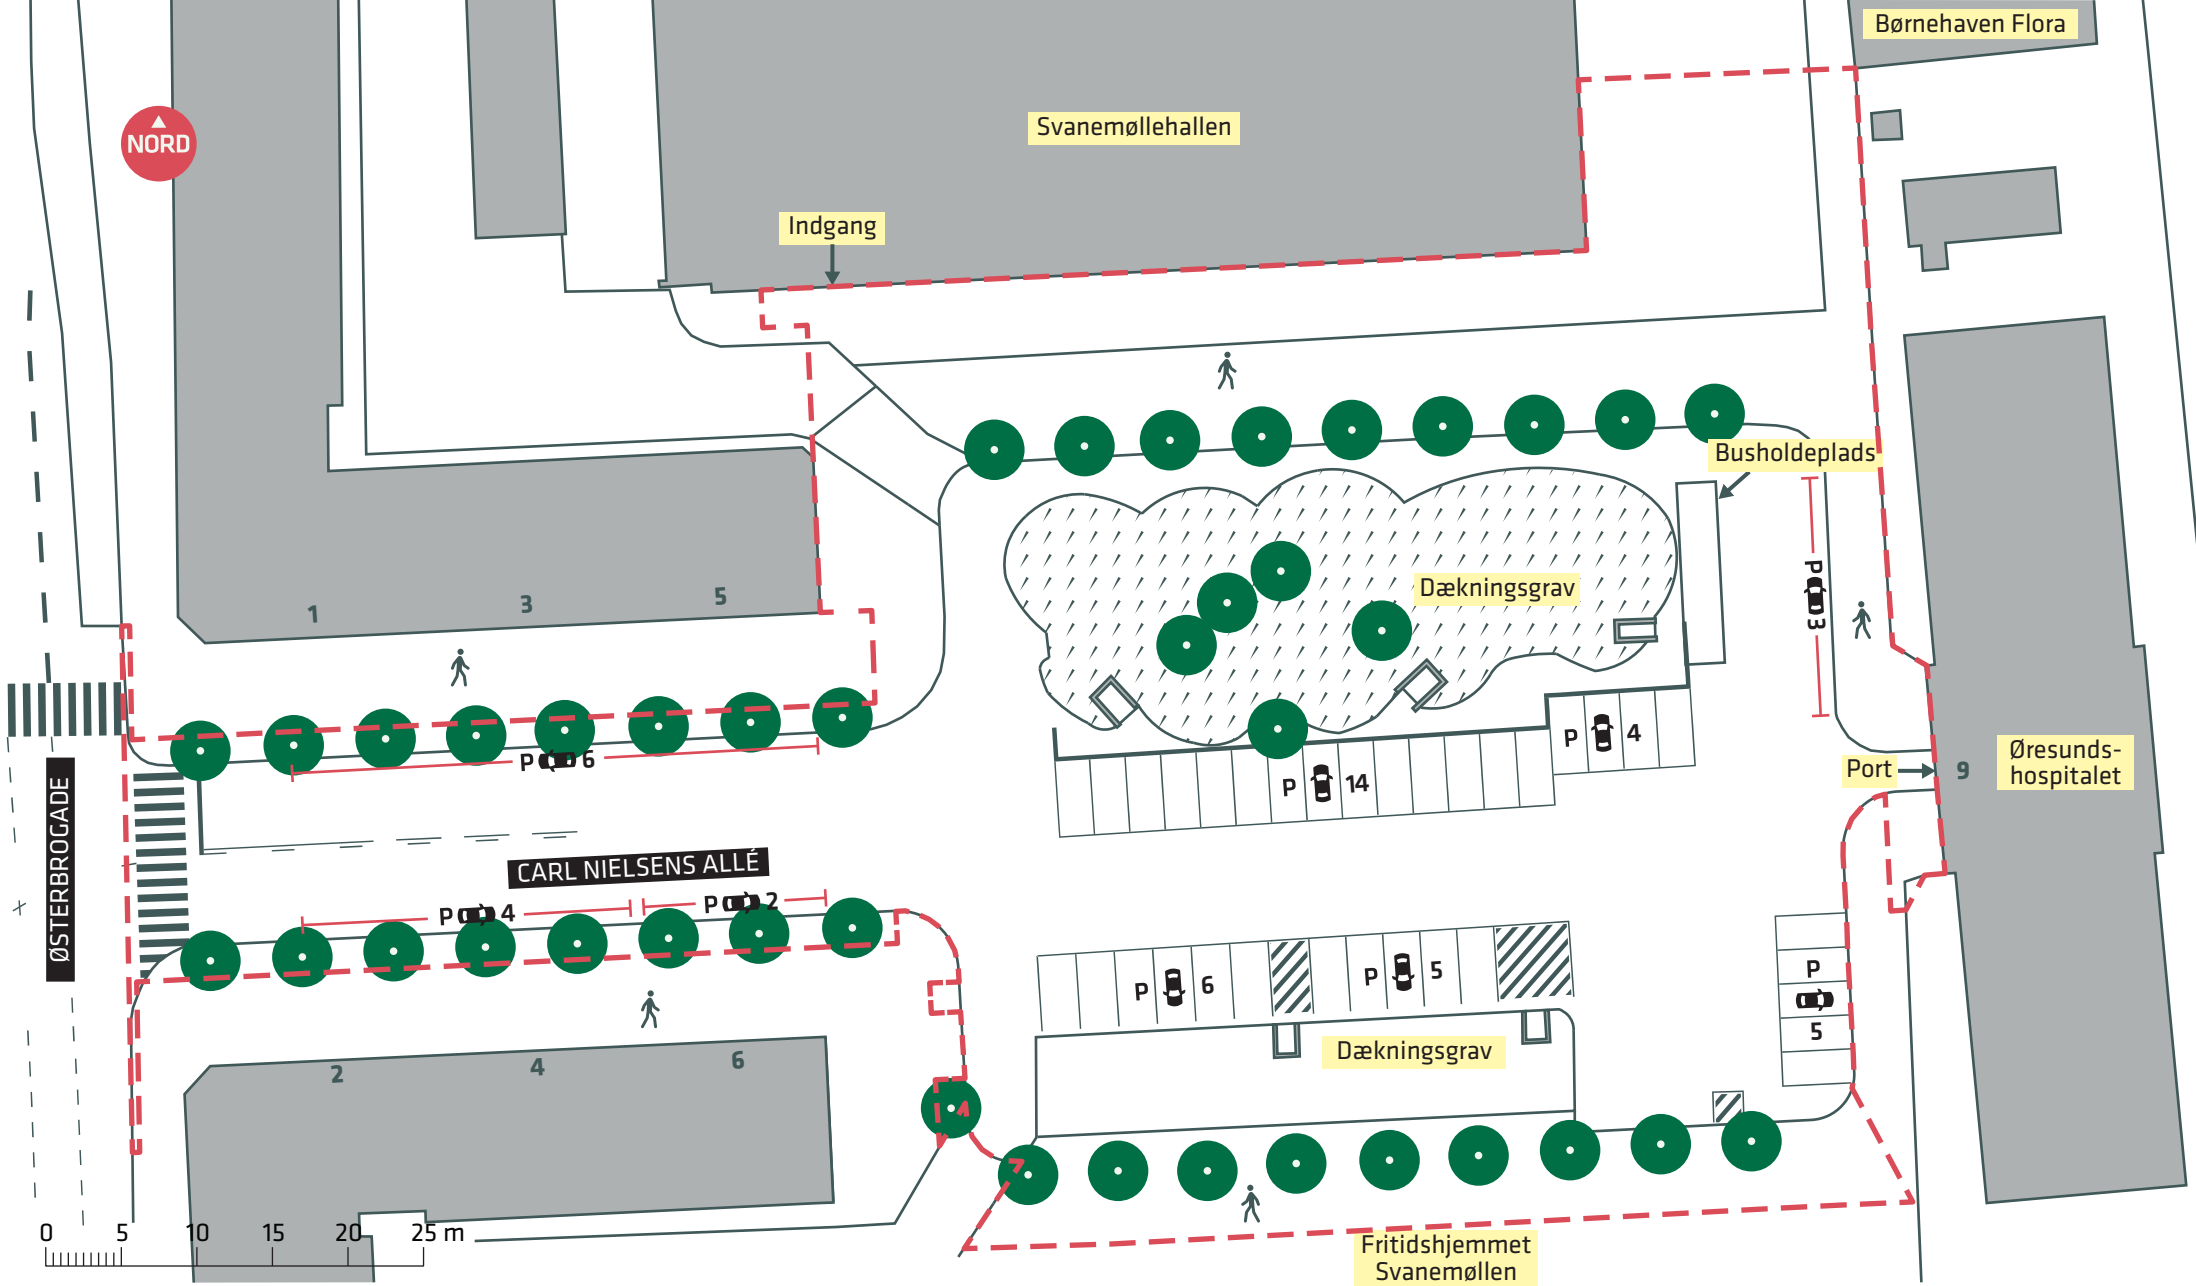 Børnehaven Flora
NORD
Svanemøllehallen
Indgang
Busholdeplads
Dækningsgrav
1
3
5
P 3
P 6
P 4
P 14
Port
9
Øresunds-
hospitalet
ØSTERBROGADE
CARL NIELSENS ALLÉ
P 4
P 2
P 6
P 5
P
5
Dækningsgrav
2
4
6
0 5 10 15 20 25 m
Fritidshjemmet
Svanemøllen